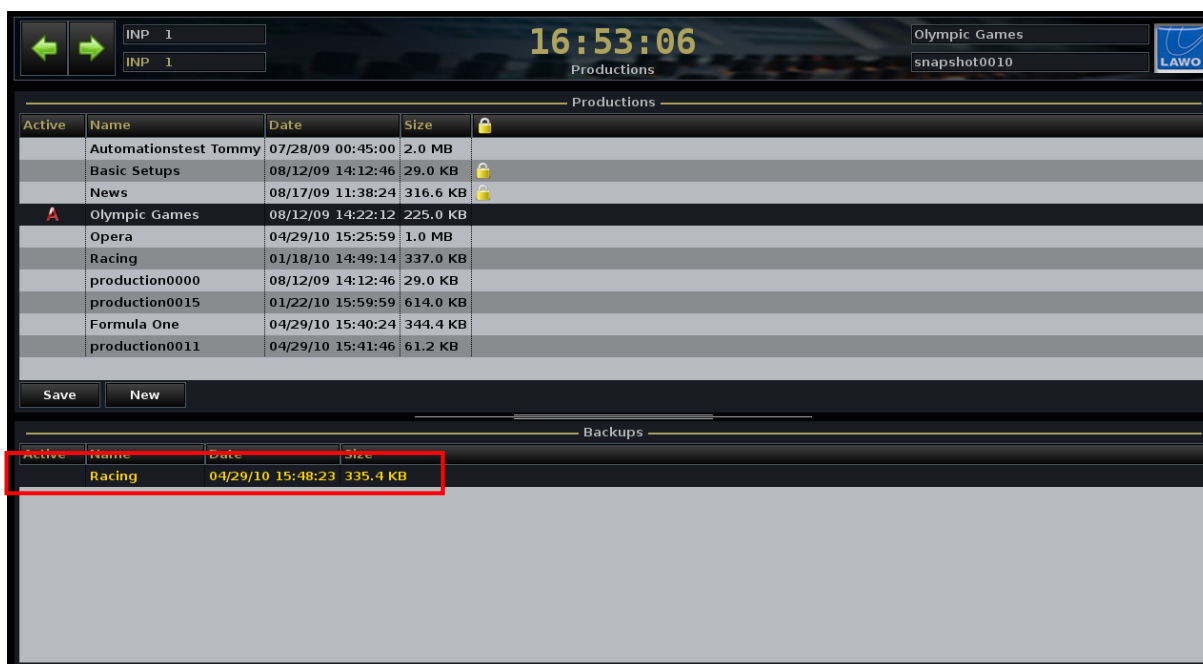 INP 1
INP 1
16:53:06
Productions
Olympic Games
snapshot0010
LAWO
Productions
Active Name Date Size
Automationstest Tommy 07/28/09 00:45:00 2.0 MB
Basic Setups 08/12/09 14:12:46 29.0 KB
News 08/17/09 11:38:24 316.6 KB
A Olympic Games 08/12/09 14:22:12 225.0 KB
Opera 04/29/10 15:25:59 1.0 MB
Racing 01/18/10 14:49:14 337.0 KB
production0000 08/12/09 14:12:46 29.0 KB
production0015 01/22/10 15:59:59 614.0 KB
Formula One 04/29/10 15:40:24 344.4 KB
production0011 04/29/10 15:41:46 61.2 KB
Save New
Backups
Active Name Date Size
Racing 04/29/10 15:48:23 335.4 KB